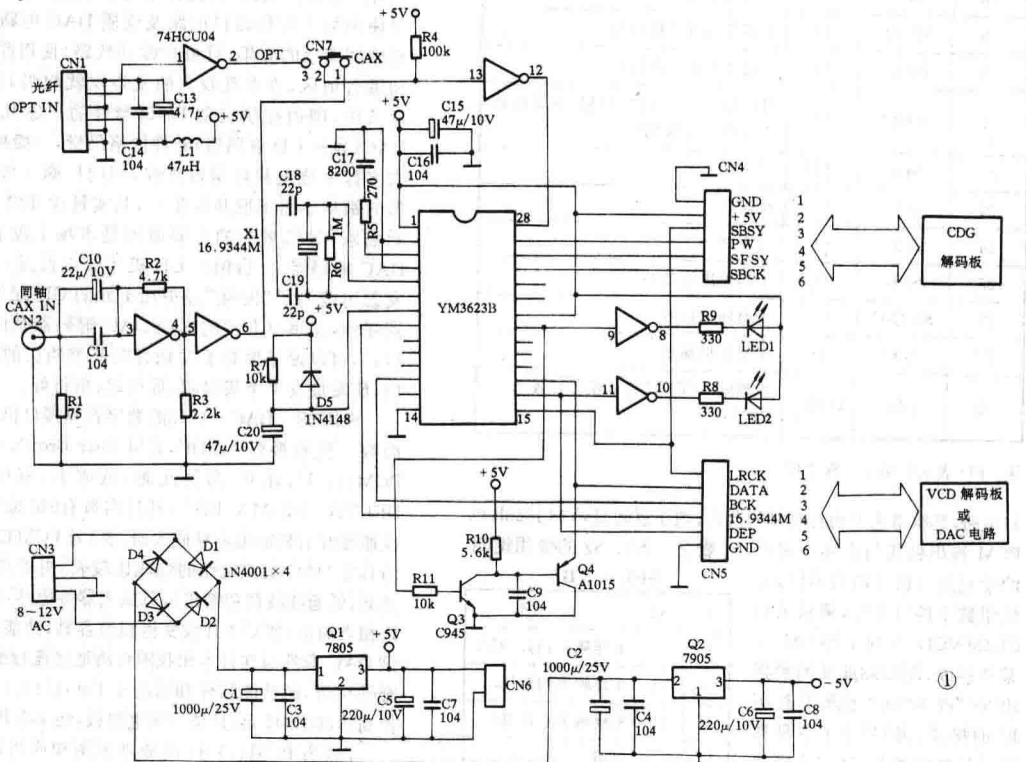 +5V
74HCU04
R4
100k
OPT
CN7
CAX
3
2
1
1
2
13
12
CN1
光纤
OPT IN
C13
4.7μ
+5V
C14
104
L1
47μH
+5V
C15
47μ/10V
C16
104
C17
8200
C18
22p
X1
16.9344M
C19
22p
R5
270
R6
1M
1
28
14
15
YM3623B
CN4
GND
+5V
SBSY
PW
SFSY
SBCK
1
2
3
4
5
6
CDG
解码板
C10
22μ/10V
R2
4.7k
同轴
CAX IN
CN2
C11
104
3
4
5
6
R1
75
R3
2.2k
+5V
R7
10k
D5
1N4148
C20
47μ/10V
9
8
R9
330
LED1
11
10
R8
330
LED2
LRCK
DATA
BCK
16.9344M
DEP
GND
1
2
3
4
5
6
CN5
VCD 解码板
或
DAC 电路
+5V
R10
5.6k
Q4
A1015
R11
10k
Q3
C945
C9
104
CN3
8~12V
AC
D4
D1
D3
D2
1N4001×4
Q1
7805
1
3
2
+5V
C1
1000μ/25V
C3
104
C5
220μ/10V
C7
104
CN6
C2
1000μ/25V
C4
104
Q2
7905
2
3
1
-5V
C6
220μ/10V
C8
104
①